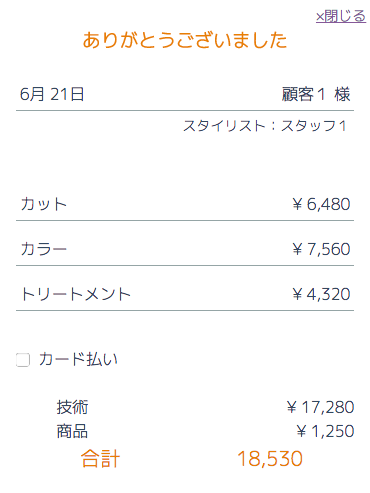 ×閉じる
ありがとうございました
6月 21日 顧客１ 様
スタイリスト：スタッフ１
カット ￥6,480
カラー ￥7,560
トリートメント ￥4,320
カード払い
技術 ￥17,280
商品 ￥1,250
合計 18,530